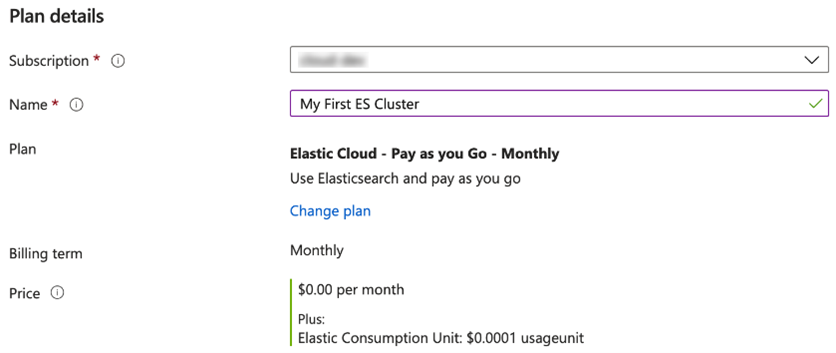 Plan details
Subscription *
Name * My First ES Cluster
Plan
Elastic Cloud - Pay as you Go - Monthly
Use Elasticsearch and pay as you go
Change plan
Billing term Monthly
Price $0.00 per month
Plus:
Elastic Consumption Unit: $0.0001 usageunit